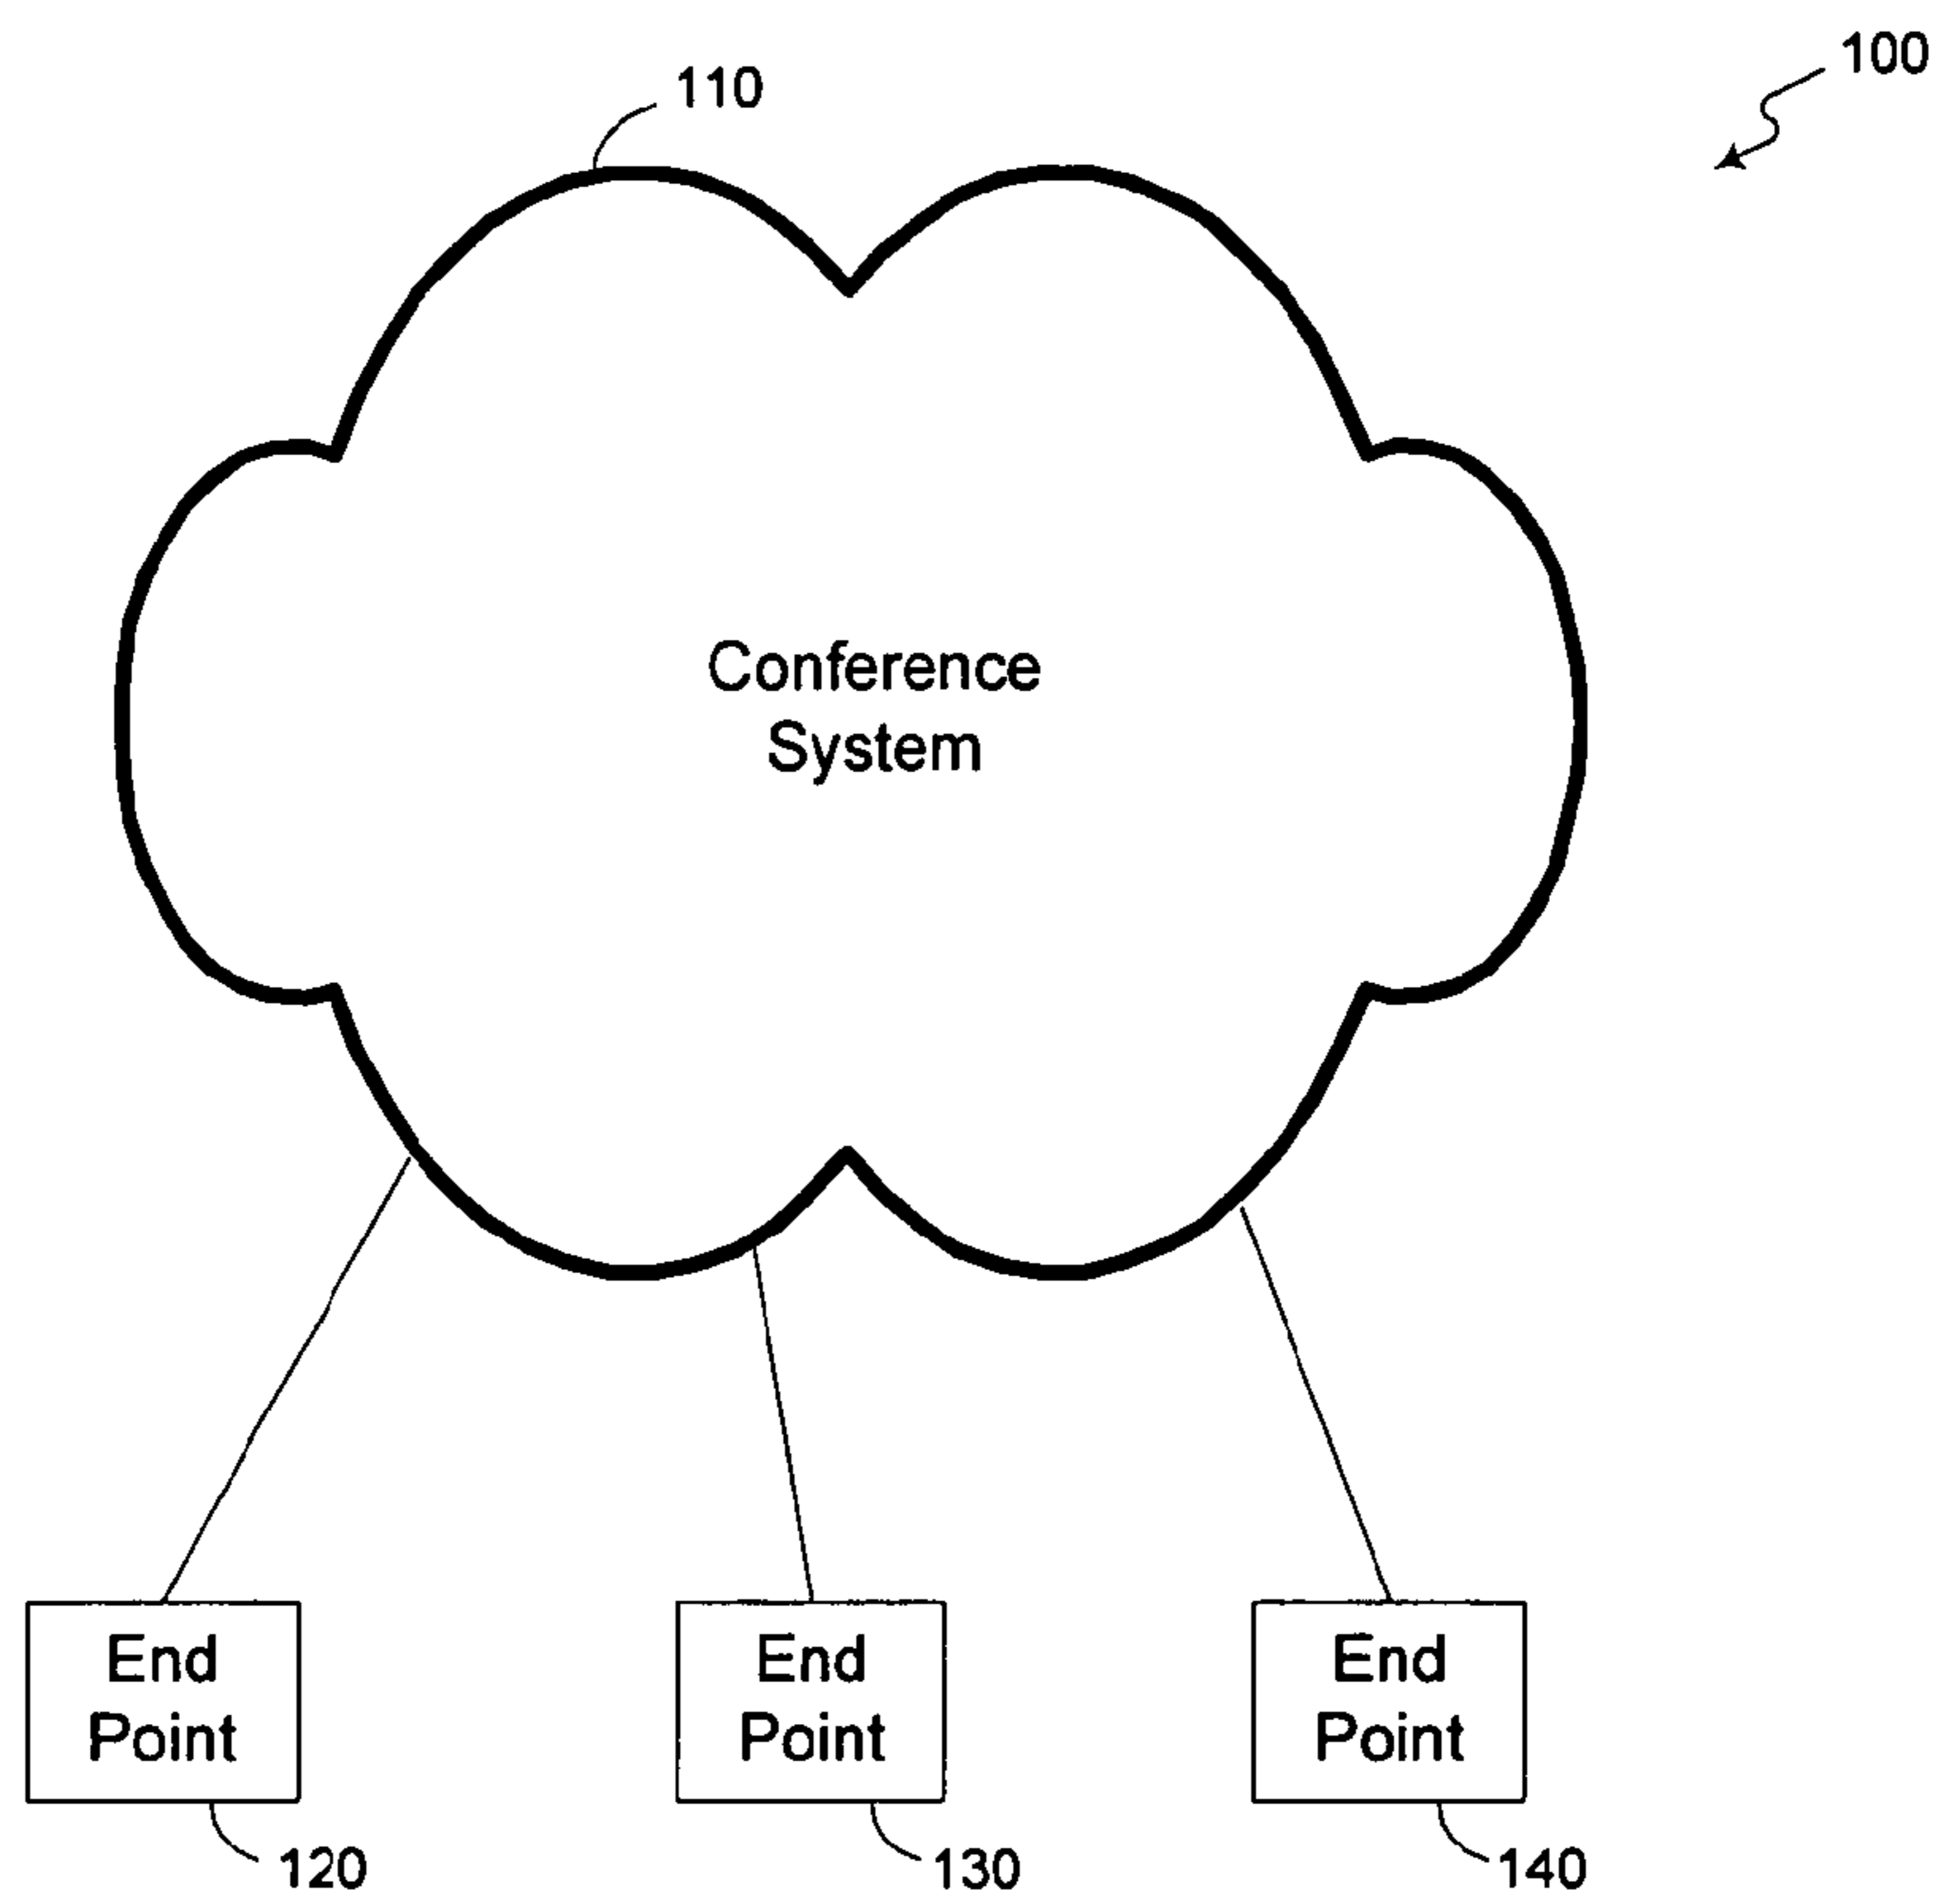 100
110
Conference
System
End
Point
End
Point
End
Point
120
130
140